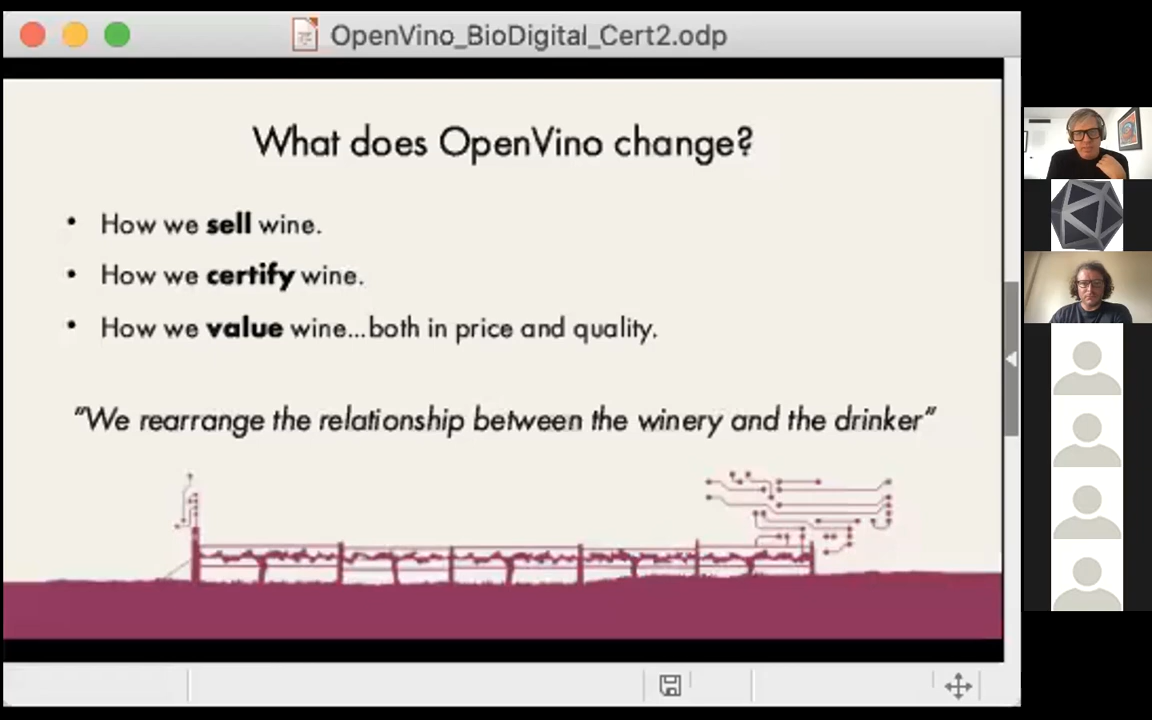 OpenVino_BioDigital_Cert2.odp
What does OpenVino change?
• How we sell wine.
• How we certify wine.
• How we value wine...both in price and quality.
"We rearrange the relationship between the winery and the drinker"